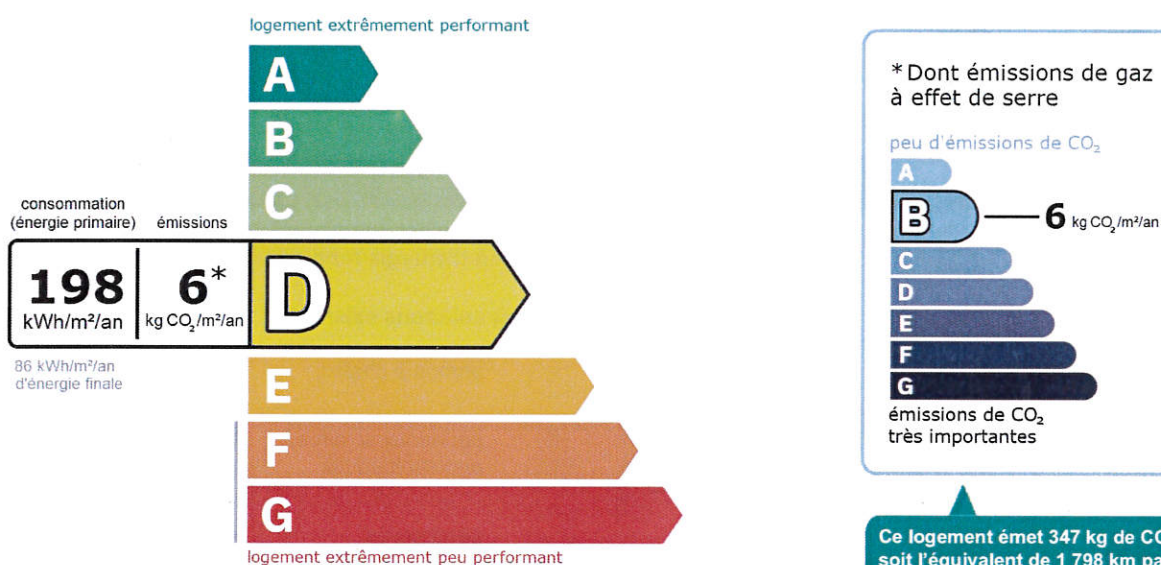 logement extrêmement performant
A
B
C
consommation
(énergie primaire)
émissions
198
kWh/m²/an
6*
kg CO₂/m²/an
D
86 kWh/m²/an
d'énergie finale
E
F
G
logement extrêmement peu performant
* Dont émissions de gaz
à effet de serre
peu d'émissions de CO₂
A
B
6 kg CO₂/m²/an
C
D
E
F
G
émissions de CO₂
très importantes
Ce logement émet 347 kg de
soit l'équivalent de 1 798 km